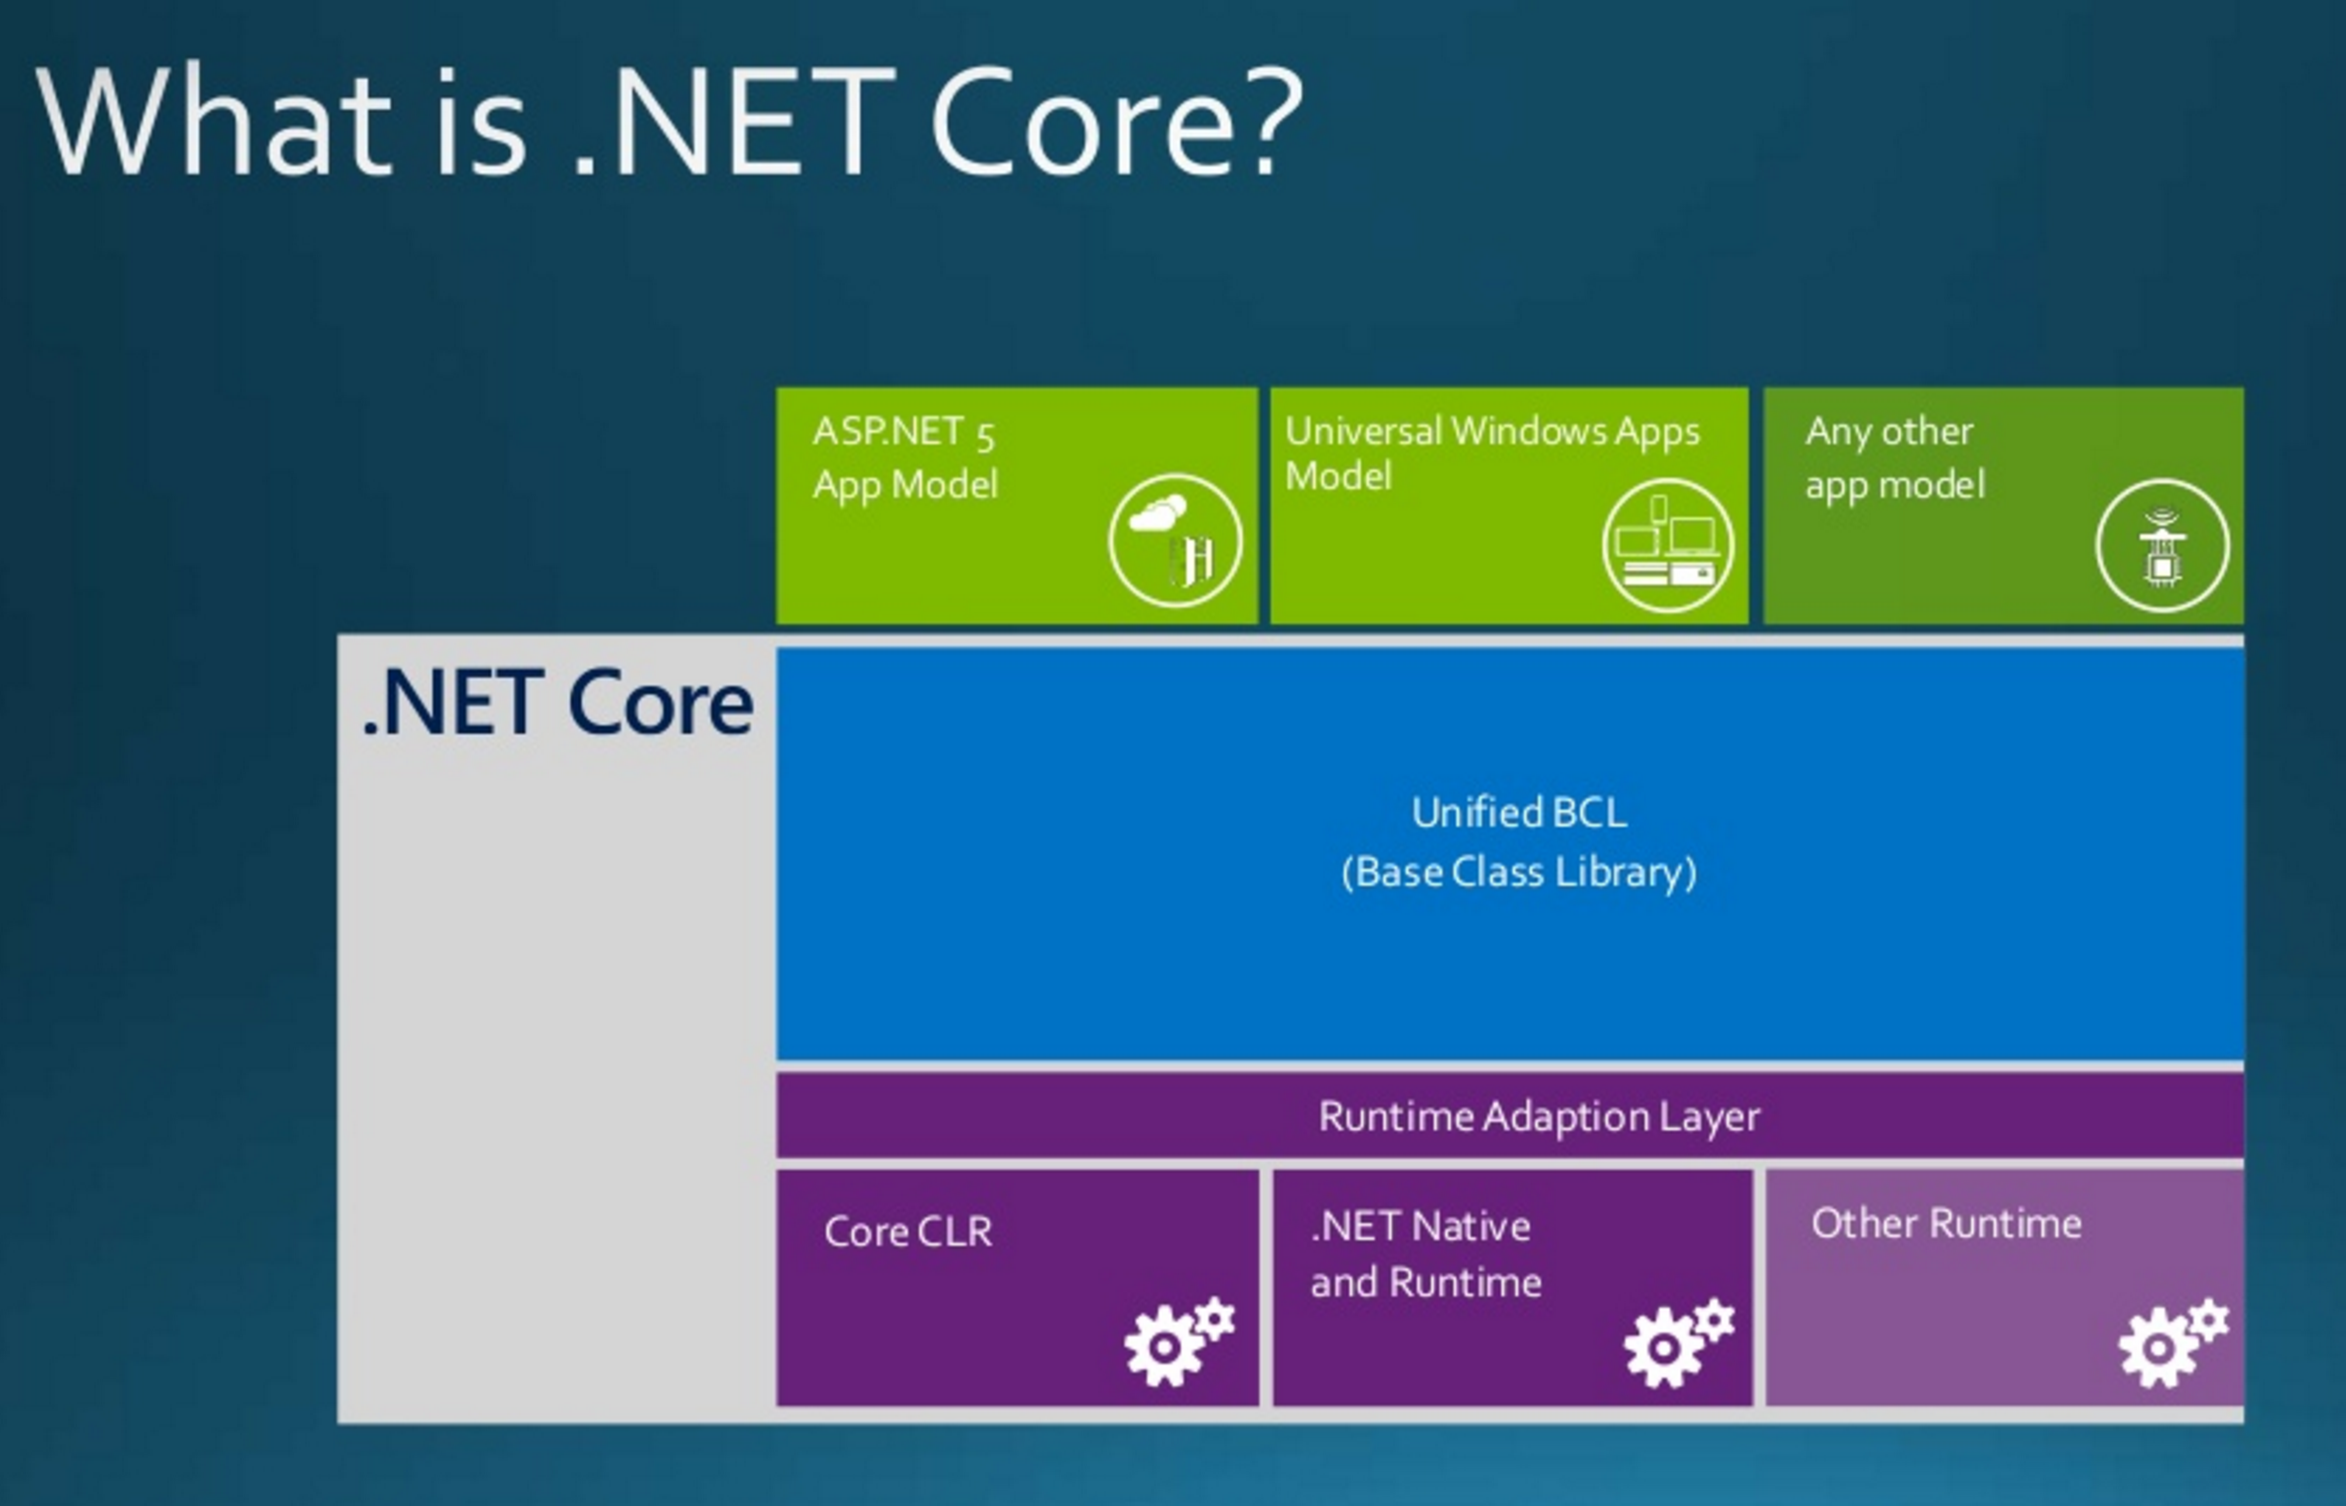 What is .NET Core?
ASP.NET 5
App Model
Universal Windows Apps
Model
Any other
app model
.NET Core
Unified BCL
(Base Class Library)
Runtime Adaption Layer
Core CLR
.NET Native
and Runtime
Other Runtime